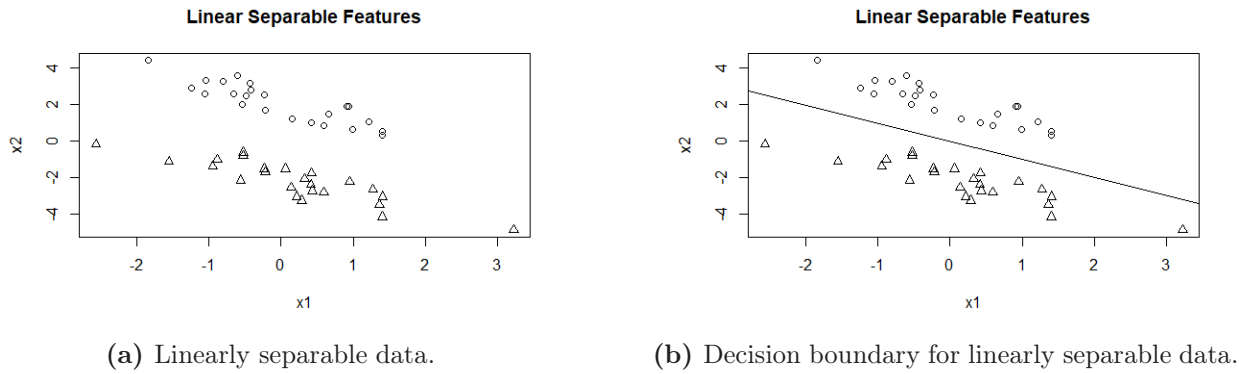 Linear Separable Features
x2
4
2
0
-2
-4
-2
-1
0
1
2
3
x1
(a) Linearly separable data.
Linear Separable Features
x2
4
2
0
-2
-4
-2
-1
0
1
2
3
x1
(b) Decision boundary for linearly separable data.